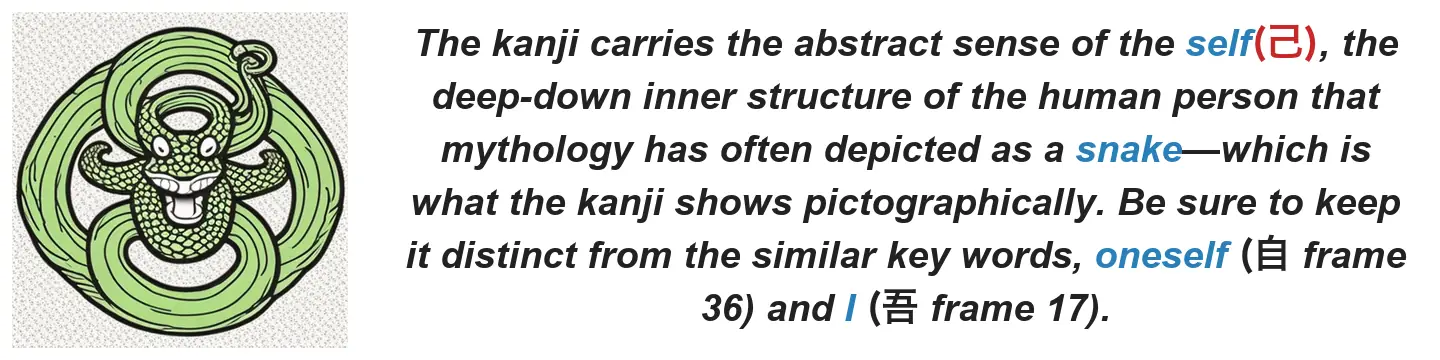 The kanji carries the abstract sense of the self(己), the
deep-down inner structure of the human person that
mythology has often depicted as a snake—which is
what the kanji shows pictographically. Be sure to keep
it distinct from the similar key words, oneself (自 frame
36) and I (吾 frame 17).